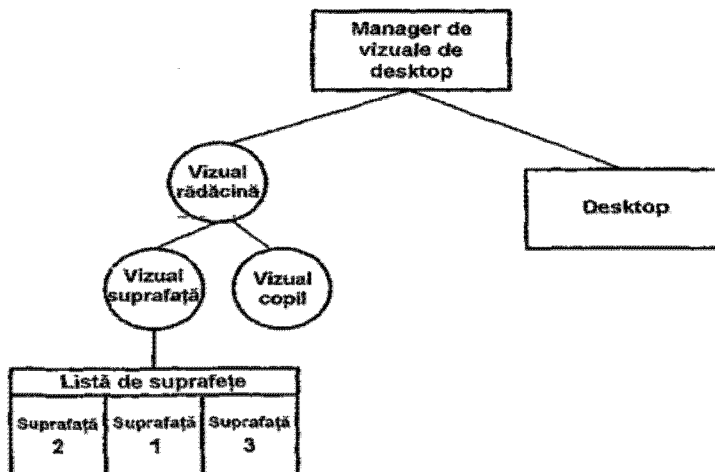 Manager de
vizuale de
desktop
Vizual
rădăcină
Desktop
Vizual
suprafață
Vizual
copil
Listă de suprafețe
Suprafață
2
Suprafață
1
Suprafață
3